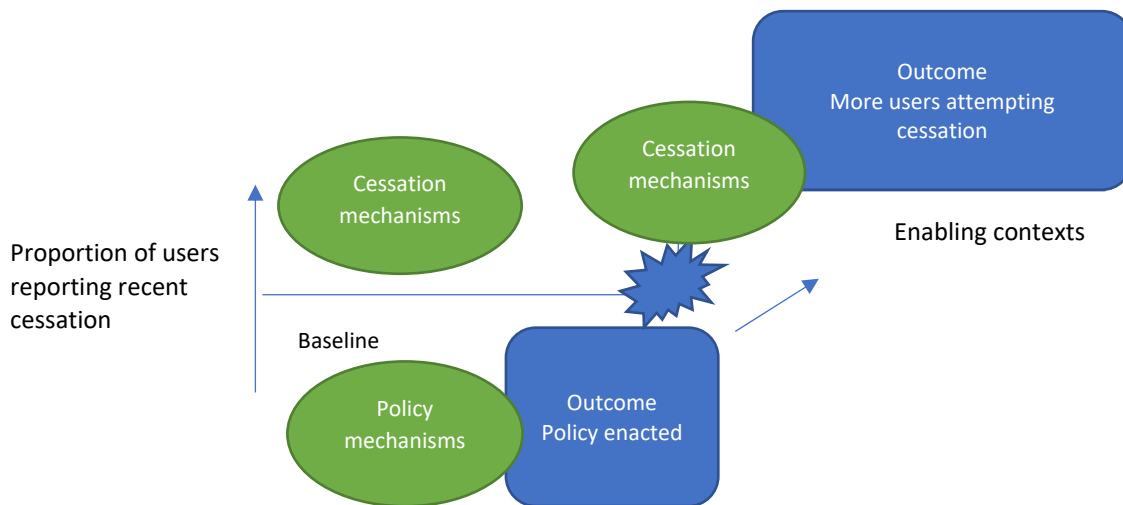 Outcome
More users attempting
cessation
Cessation
mechanisms
Cessation
mechanisms
Enabling contexts
Proportion of users
reporting recent
cessation
Baseline
Policy
mechanisms
Outcome
Policy enacted